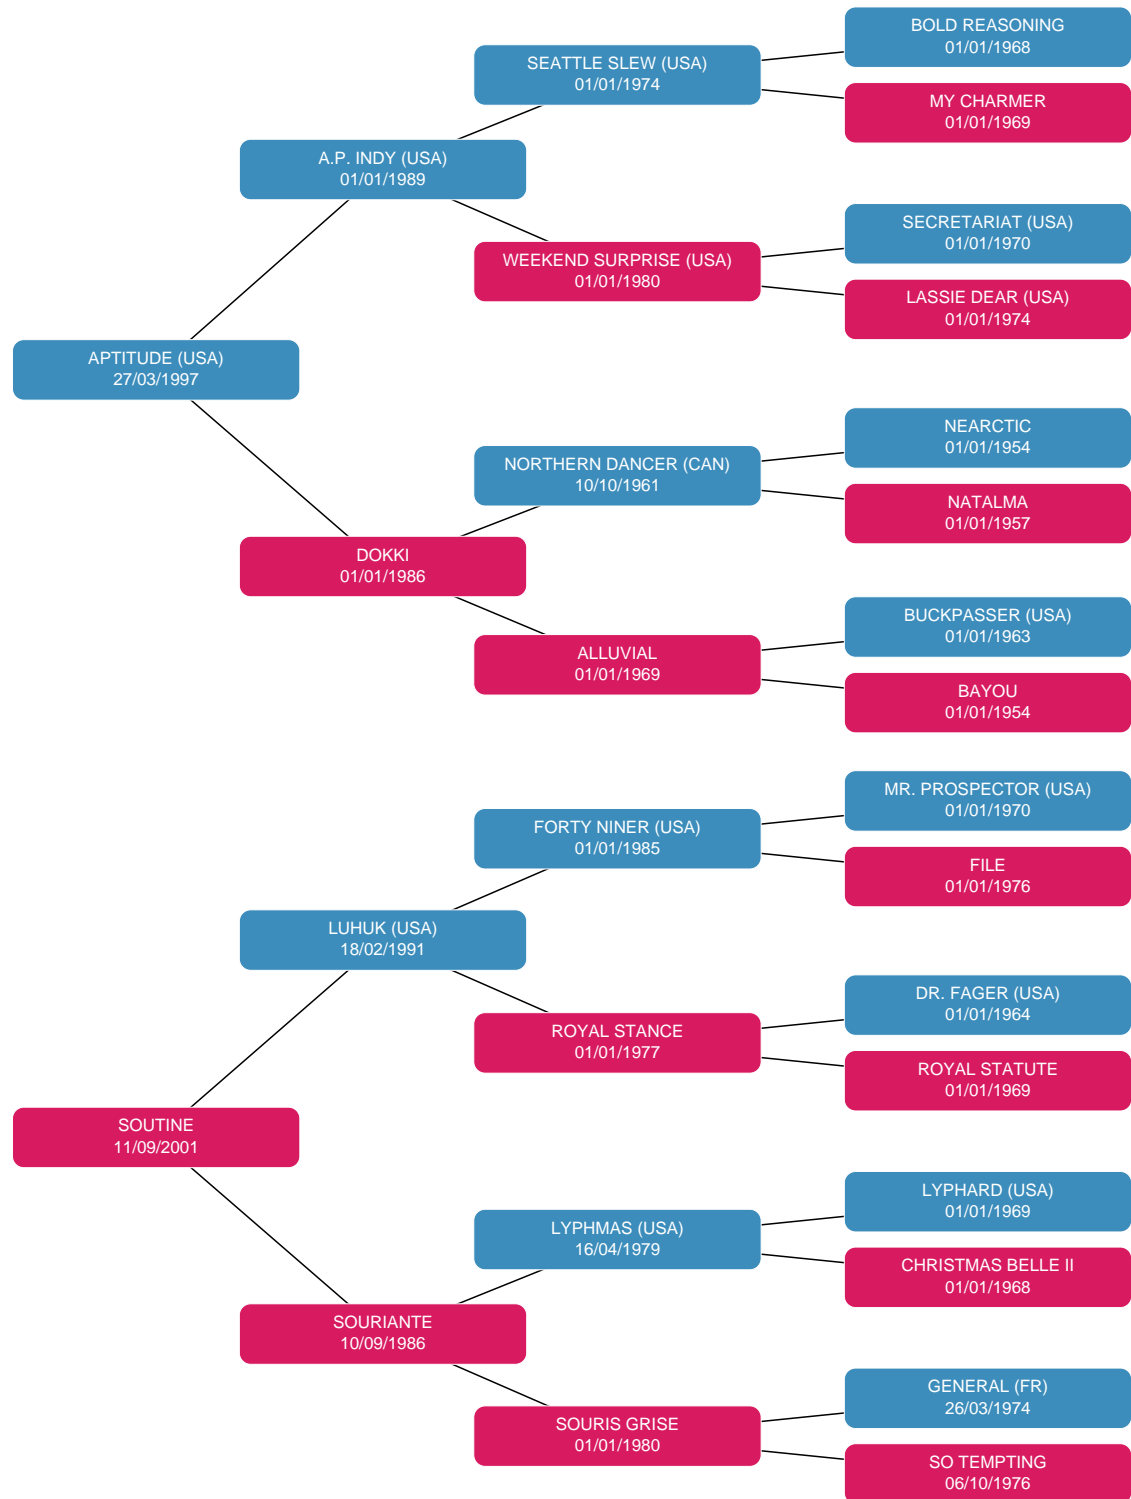 BOLD REASONING
01/01/1968
SEATTLE SLEW (USA)
01/01/1974
MY CHARMER
01/01/1969
A.P. INDY (USA)
01/01/1989
SECRETARIAT (USA)
01/01/1970
WEEKEND SURPRISE (USA)
01/01/1980
LASSIE DEAR (USA)
01/01/1974
APTITUDE (USA)
27/03/1997
NEARCTIC
01/01/1954
NORTHERN DANCER (CAN)
10/10/1961
NATALMA
01/01/1957
DOKKI
01/01/1986
BUCKPASSER (USA)
01/01/1963
ALLUVIAL
01/01/1969
BAYOU
01/01/1954
MR. PROSPECTOR (USA)
01/01/1970
FORTY NINER (USA)
01/01/1985
FILE
01/01/1976
LUHUK (USA)
18/02/1991
DR. FAGER (USA)
01/01/1964
ROYAL STANCE
01/01/1977
ROYAL STATUTE
01/01/1969
SOUTINE
11/09/2001
LYPHARD (USA)
01/01/1969
LYPHMAS (USA)
16/04/1979
CHRISTMAS BELLE II
01/01/1968
SOURIANTE
10/09/1986
GENERAL (FR)
26/03/1974
SOURIS GRISE
01/01/1980
SO TEMPTING
06/10/1976